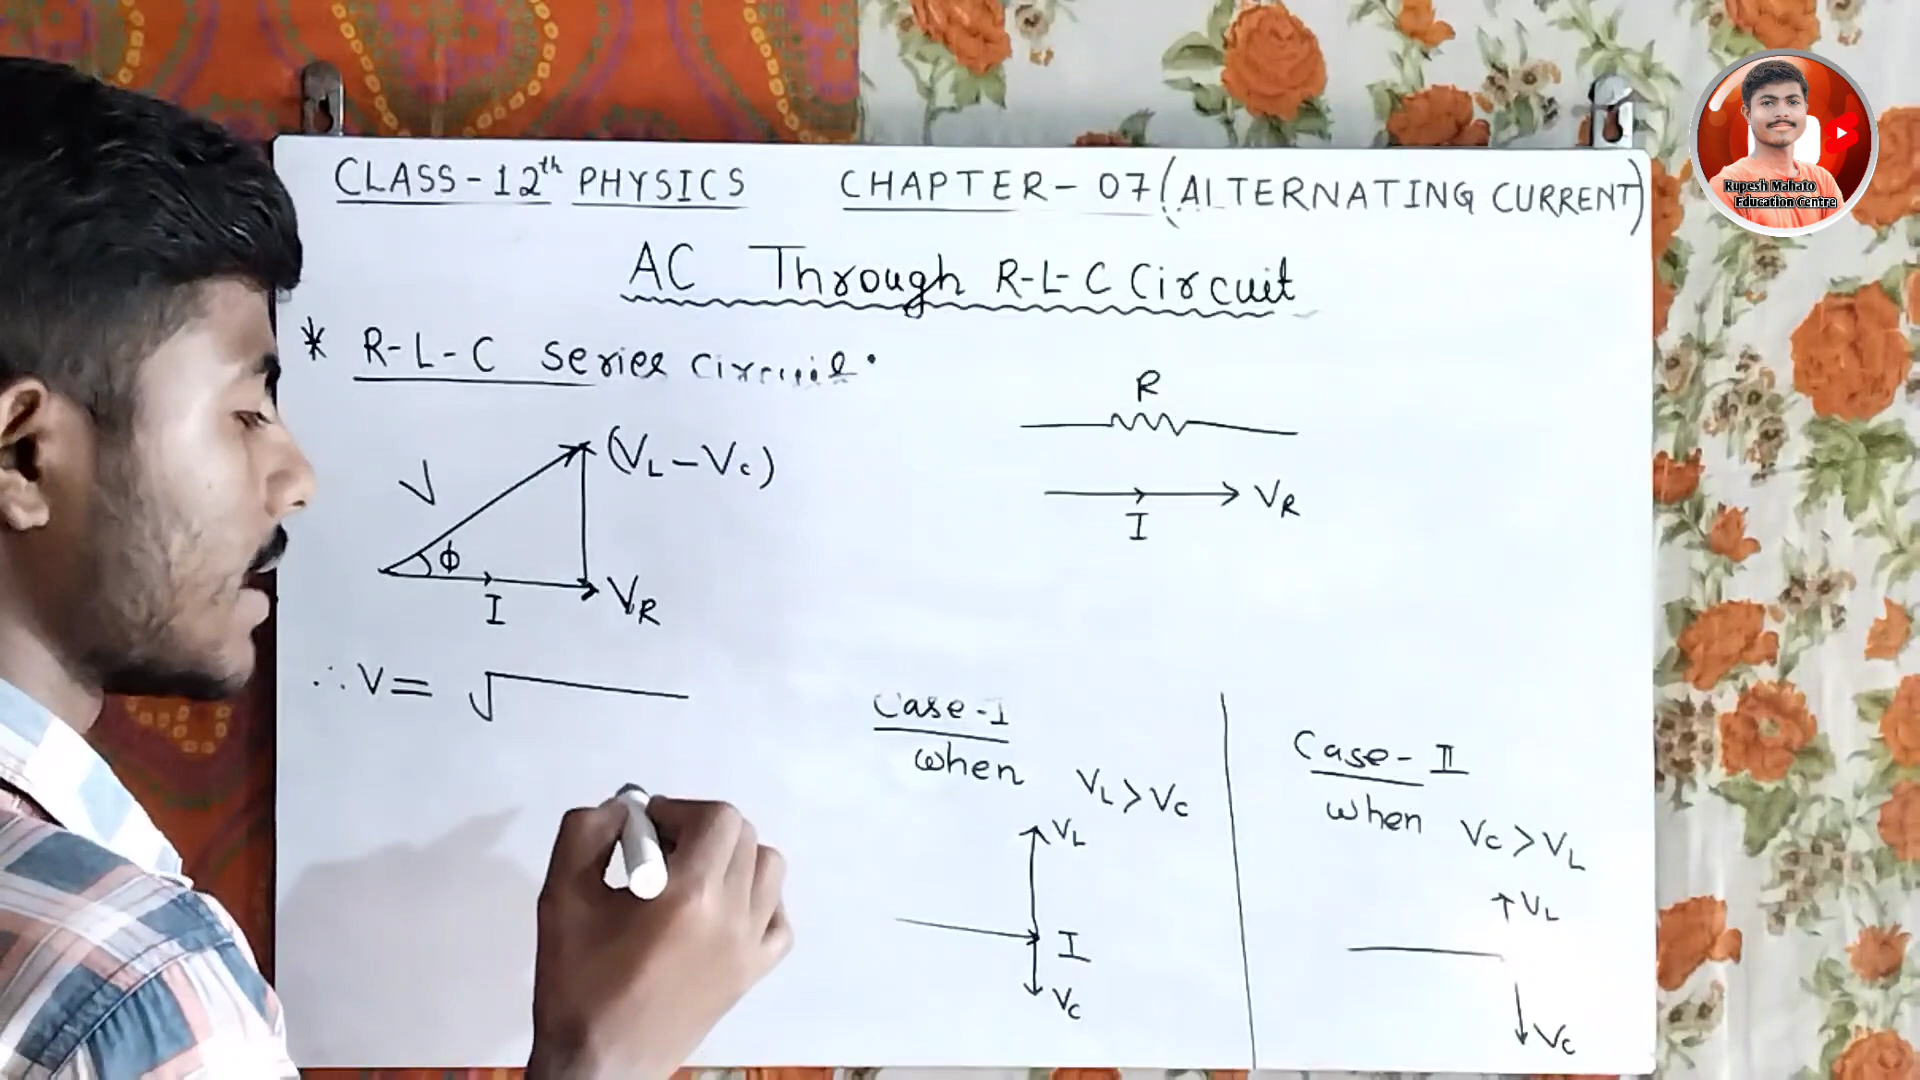 CLASS-12th PHYSICS CHAPTER-07 (ALTERNATING CURRENT)
AC Through R-L-C Circuit
* R-L-C Series Circuit.
R
(VL-Vc)
V
VR
I
ϕ
I
VR
∴ V = √
Case-I
when VL > Vc
VL
I
Vc
Case-II
when Vc > VL
VL
Vc
Rupesh Mahato
Education Centre